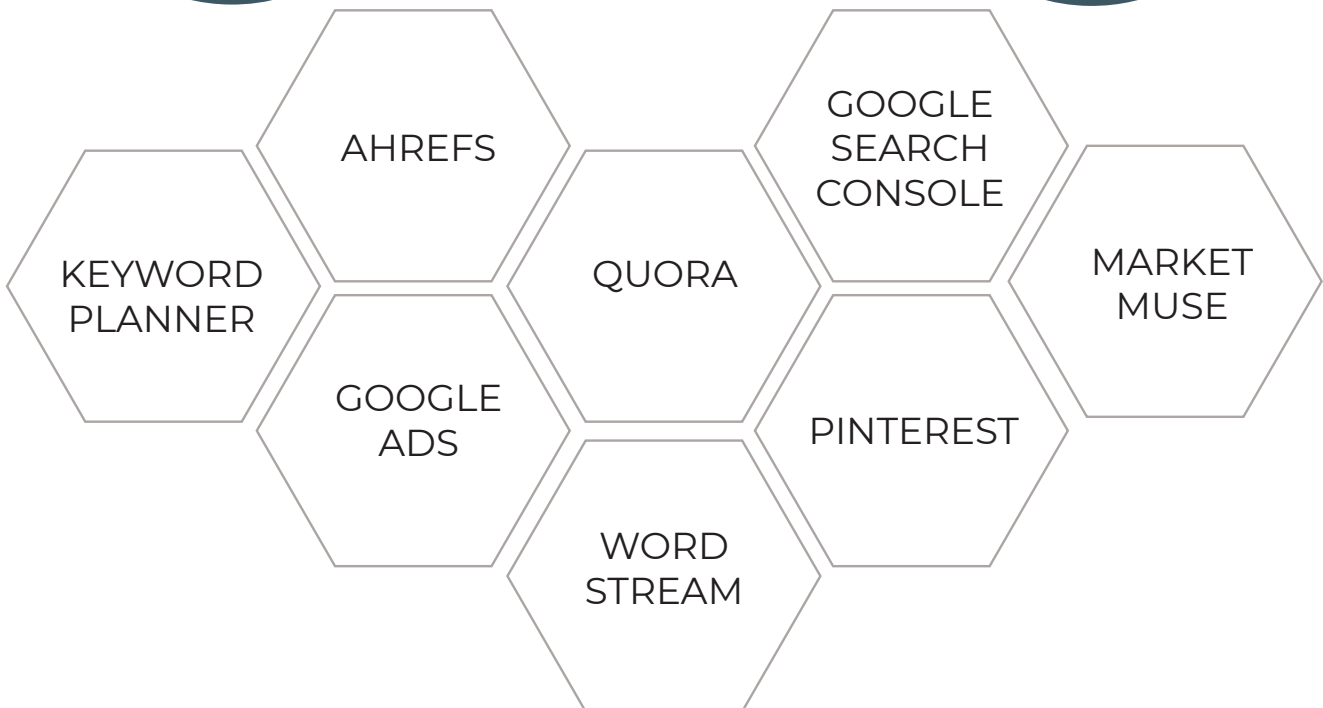 KEYWORD
PLANNER
AHREFS
GOOGLE
ADS
QUORA
WORD
STREAM
GOOGLE
SEARCH
CONSOLE
PINTEREST
MARKET
MUSE